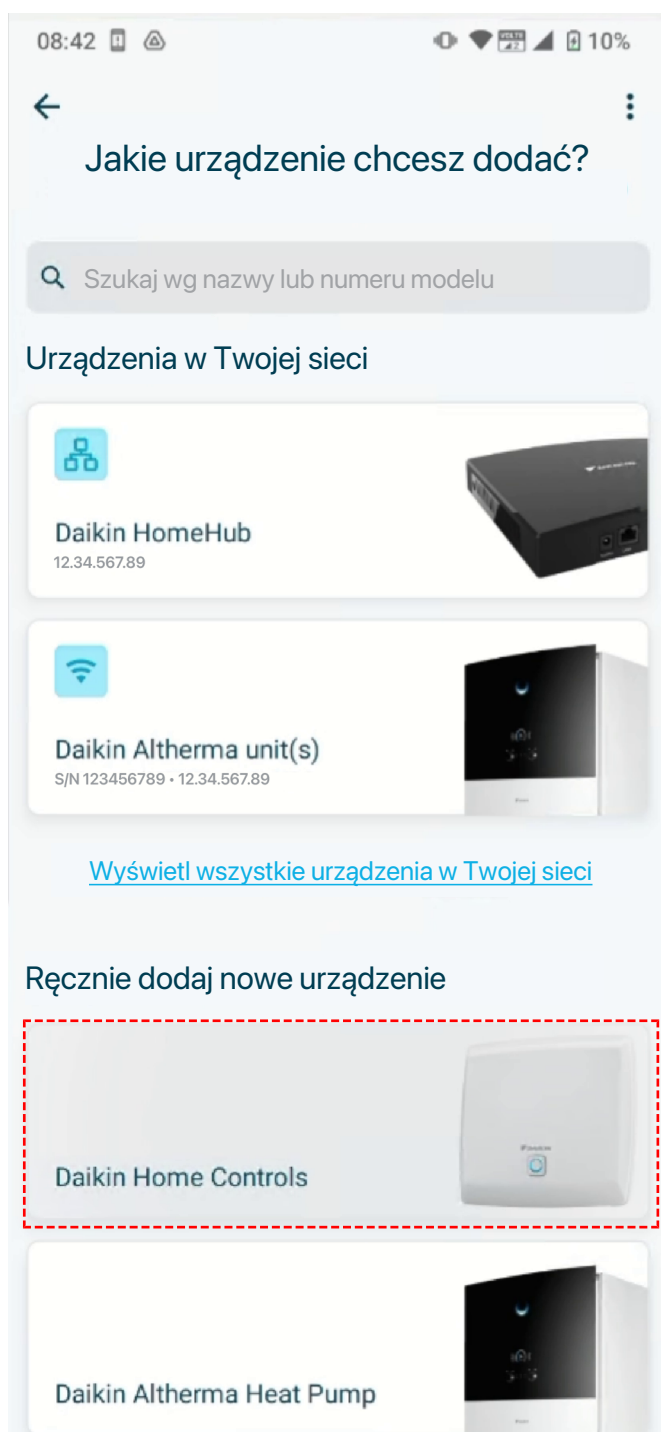 08:42
10%
Jakie urządzenie chcesz dodać?
Szukaj wg nazwy lub numeru modelu
Urządzenia w Twojej sieci
Daikin HomeHub
12.34.567.89
Daikin Altherma unit(s)
S/N 123456789 • 12.34.567.89
Wyświetl wszystkie urządzenia w Twojej sieci
Ręcznie dodaj nowe urządzenie
Daikin Home Controls
Daikin Altherma Heat Pump